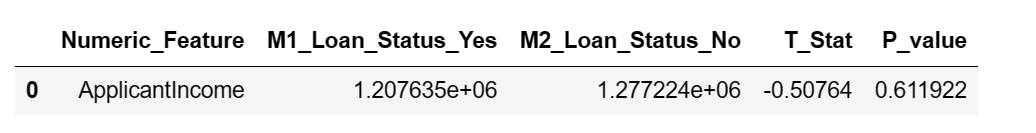 Numeric_Feature M1_Loan_Status_Yes M2_Loan_Status_No T_Stat P_value
0 ApplicantIncome 1.207635e+06 1.277224e+06 -0.50764 0.611922